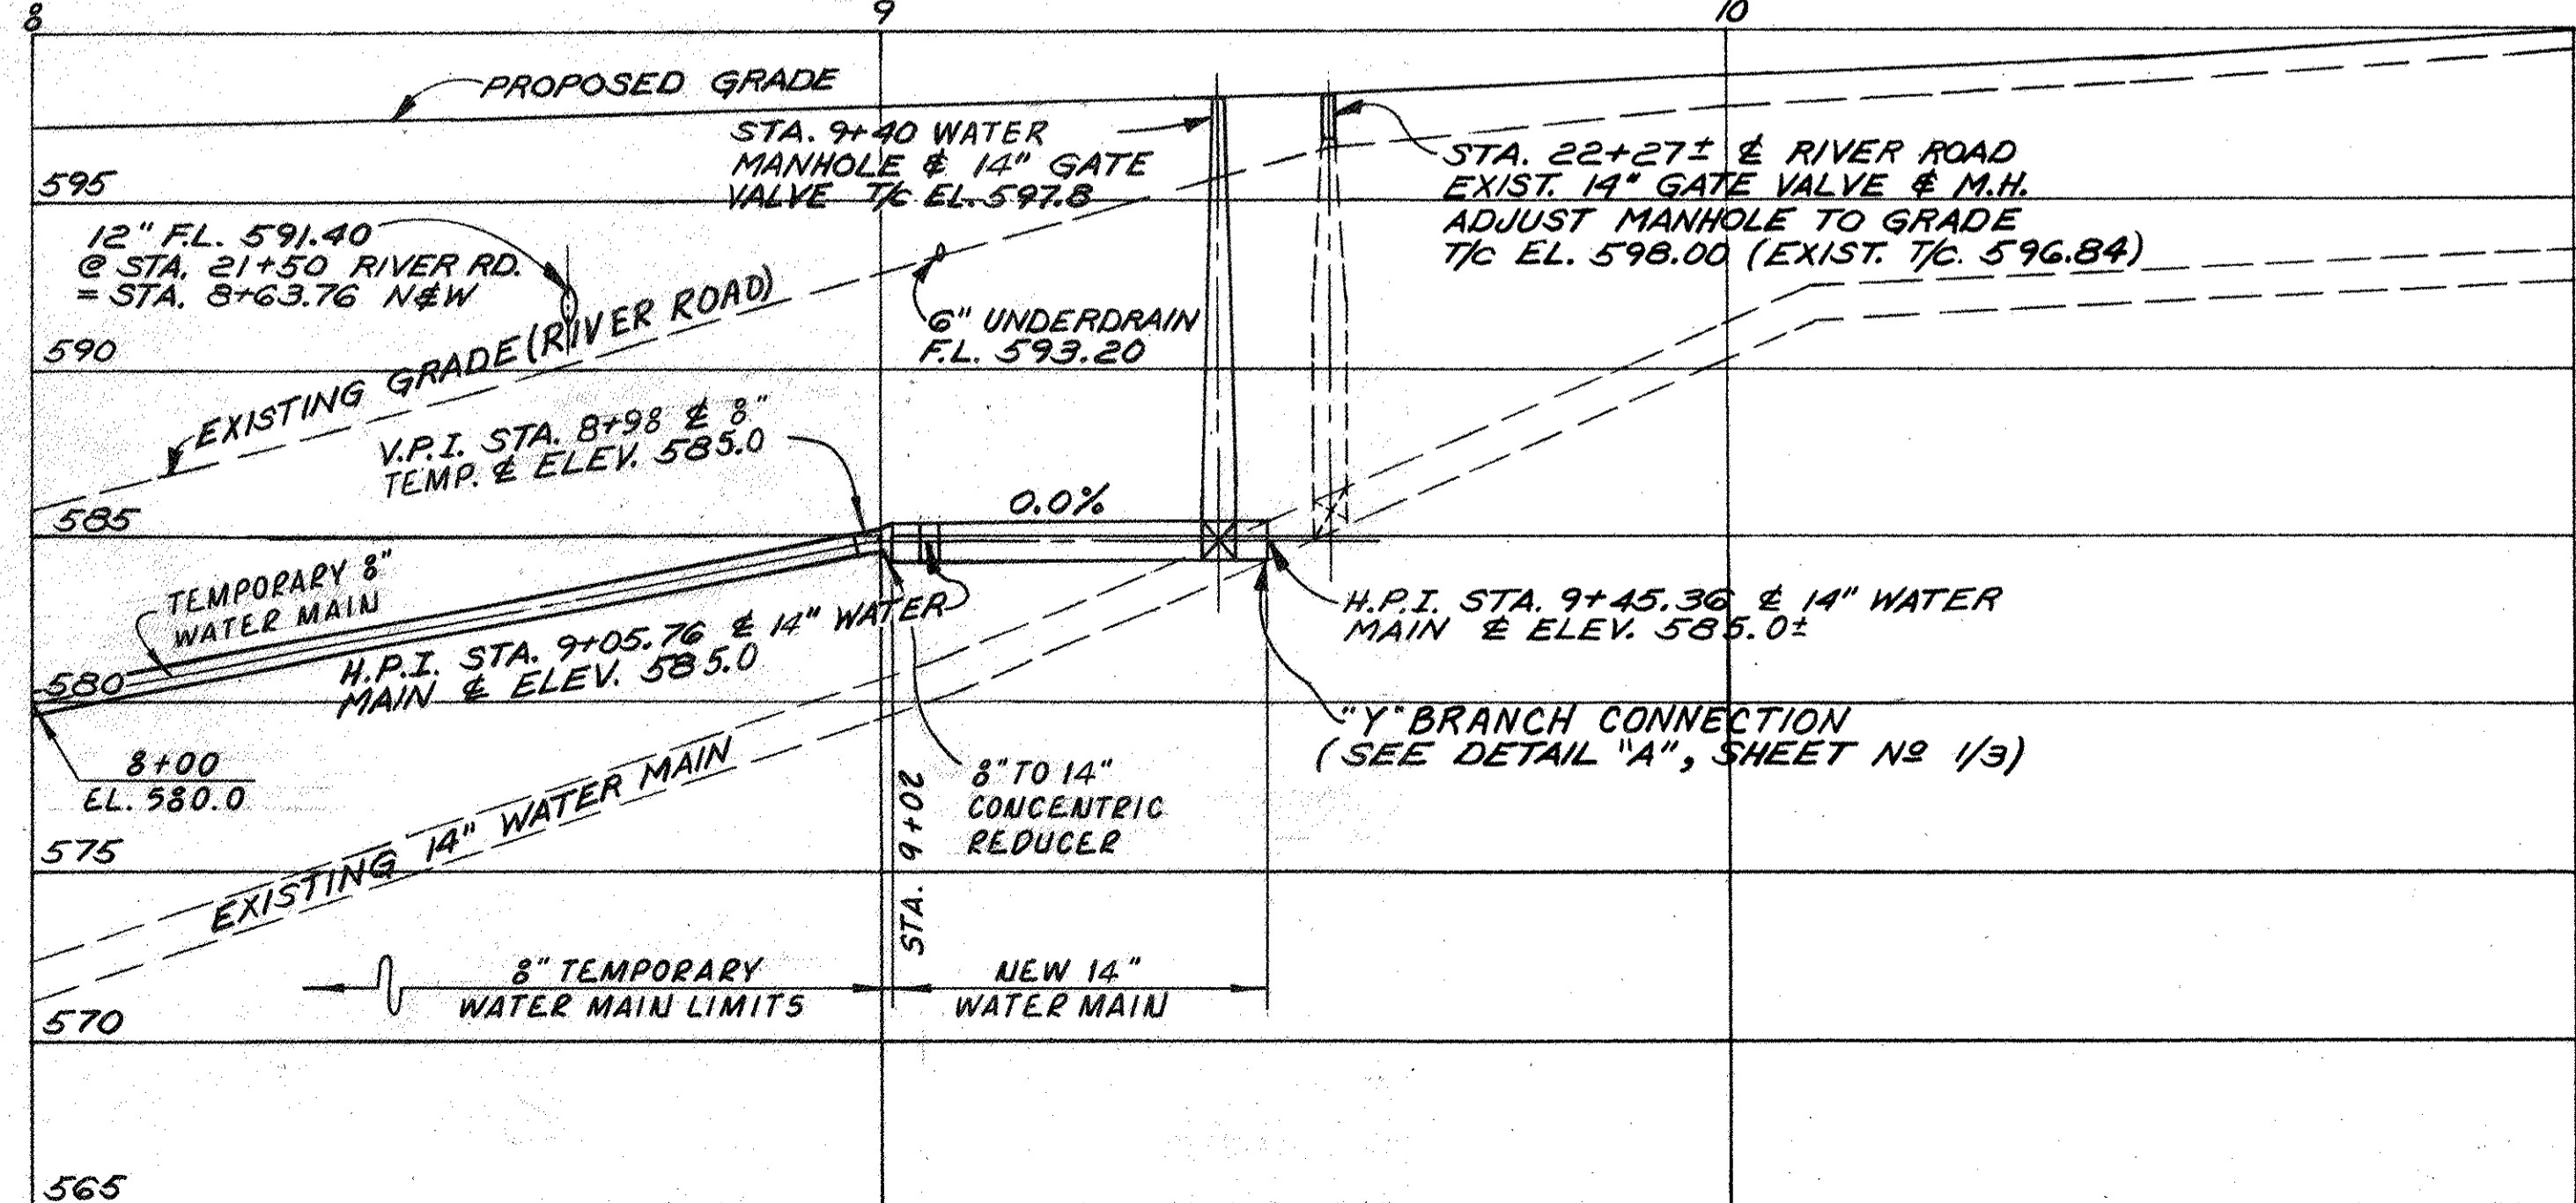 8
9
10
PROPOSED GRADE
STA. 9+40 WATER
MANHOLE & 14" GATE
VALVE T/C EL. 597.8
STA. 22+27± ℄ RIVER ROAD
EXIST. 14" GATE VALVE & M.H.
ADJUST MANHOLE TO GRADE
T/C EL. 598.00 (EXIST. T/C. 596.84)
595
12" F.L. 591.40
@ STA. 21+50 RIVER RD.
= STA. 8+63.76 N&W
6" UNDERDRAIN
F.L. 593.20
590
EXISTING GRADE (RIVER ROAD)
V.P.I. STA. 8+98 ℄ 8"
TEMP. ℄ ELEV. 585.0
0.0%
585
TEMPORARY 8"
WATER MAIN
H.P.I. STA. 9+05.76 ℄ 14" WATER
MAIN ℄ ELEV. 585.0
H.P.I. STA. 9+45.36 ℄ 14" WATER
MAIN ℄ ELEV. 585.0±
580
"Y" BRANCH CONNECTION
(SEE DETAIL "A", SHEET Nº 1/3)
8+00
EL. 580.0
8" TO 14"
CONCENTRIC
REDUCER
STA. 9+02
575
EXISTING 14" WATER MAIN
8" TEMPORARY
WATER MAIN LIMITS
NEW 14"
WATER MAIN
570
565